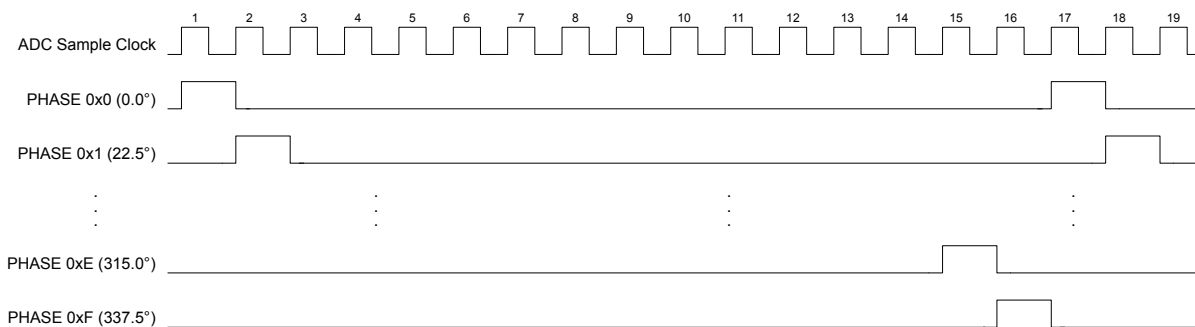 1 2 3 4 5 6 7 8 9 10 11 12 13 14 15 16 17 18 19
ADC Sample Clock
PHASE 0x0 (0.0°)
PHASE 0x1 (22.5°)
PHASE 0xE (315.0°)
PHASE 0xF (337.5°)